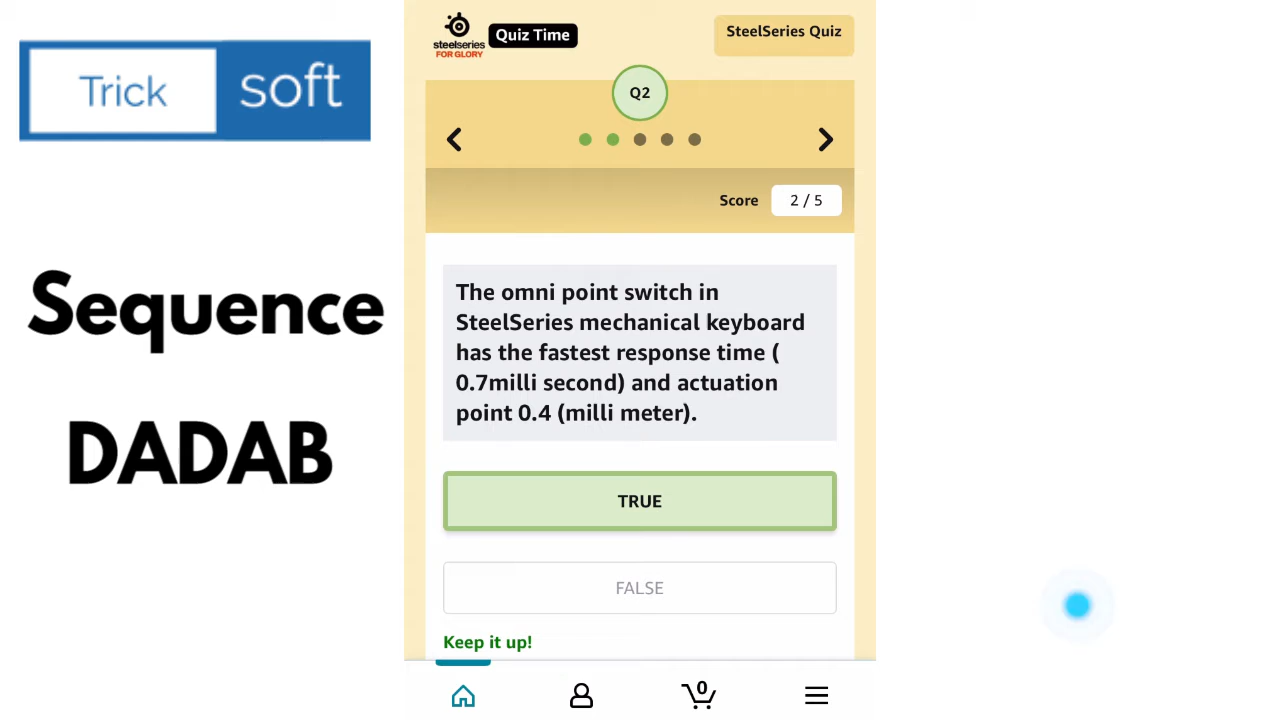 Trick soft
Sequence
DADAB
steelseries
FOR GLORY
Quiz Time
SteelSeries Quiz
Q2
Score 2 / 5
The omni point switch in
SteelSeries mechanical keyboard
has the fastest response time (
0.7milli second) and actuation
point 0.4 (milli meter).
TRUE
FALSE
Keep it up!
0